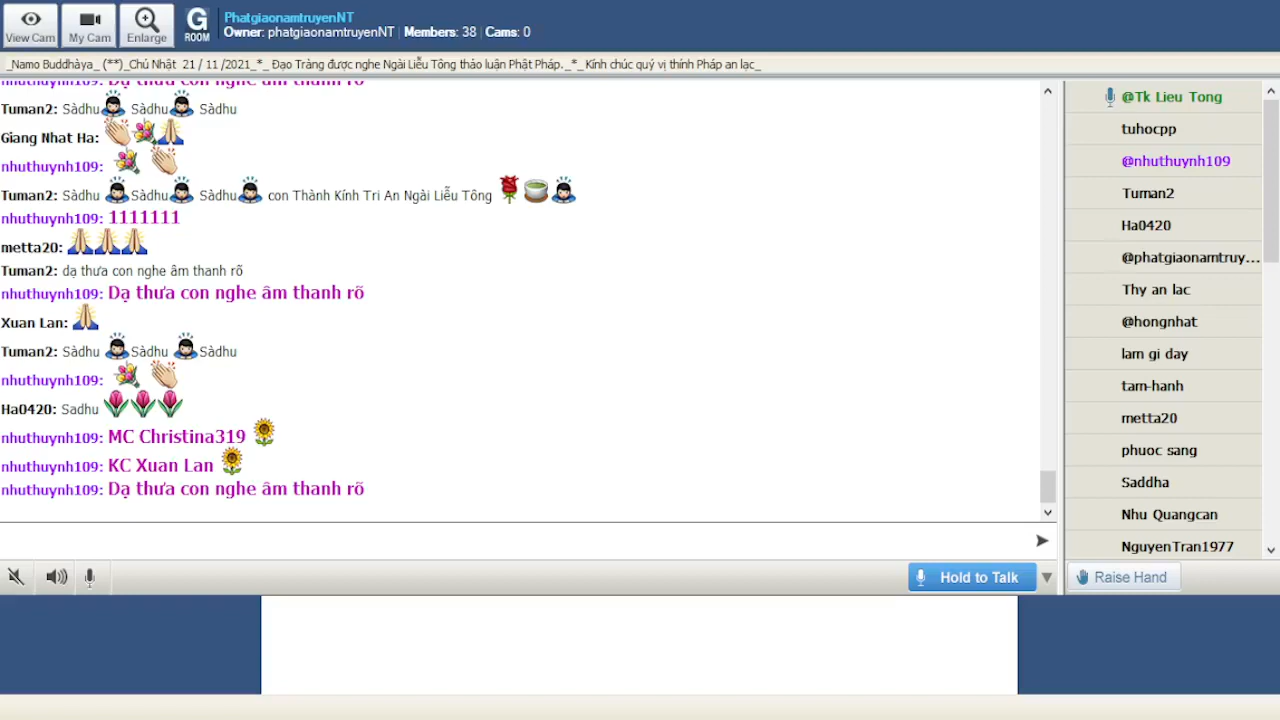 View Cam
My Cam
Enlarge
G
ROOM
PhatgiaonamtruyenNT
Owner: phatgiaonamtruyenNT | Members: 38 | Cams: 0
_Namo Buddhàya_ (**)_Chủ Nhật 21 / 11 /2021_*_ Đạo Tràng được nghe Ngài Liễu Tông thảo luận Phật Pháp._*_Kính chúc quý vị thính Pháp an lạc_
nhuthuynh109: Dạ thưa con nghe âm thanh rõ
Tuman2: Sàdhu Sàdhu Sàdhu
Giang Nhat Ha:
nhuthuynh109:
Tuman2: Sàdhu Sàdhu Sàdhu con Thành Kính Tri Ân Ngài Liễu Tông
nhuthuynh109: 1111111
metta20:
Tuman2: dạ thưa con nghe âm thanh rõ
nhuthuynh109: Dạ thưa con nghe âm thanh rõ
Xuan Lan:
Tuman2: Sàdhu Sàdhu Sàdhu
nhuthuynh109:
Ha0420: Sadhu
nhuthuynh109: MC Christina319
nhuthuynh109: KC Xuan Lan
nhuthuynh109: Dạ thưa con nghe âm thanh rõ
Hold to Talk
@Tk Lieu Tong
tuhocpp
@nhuthuynh109
Tuman2
Ha0420
@phatgiaonamtruy...
Thy an lac
@hongnhat
lam gi day
tam-hanh
metta20
phuoc sang
Saddha
Nhu Quangcan
NguyenTran1977
Raise Hand